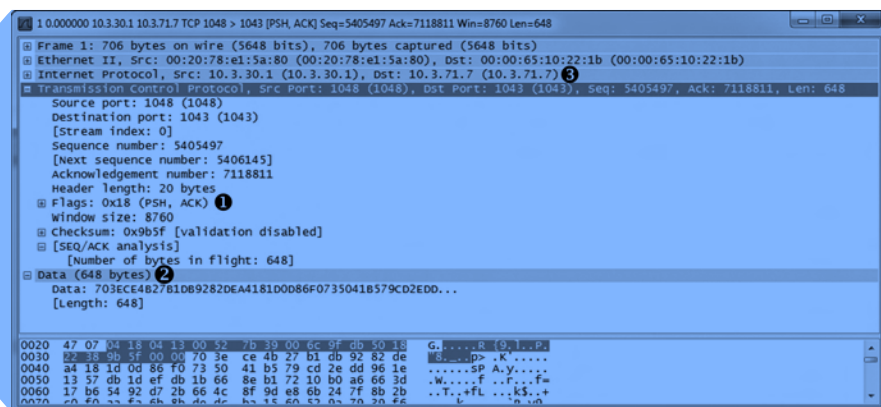 1 0.000000 10.3.30.1 10.3.71.7 TCP 1048 > 1043 [PSH, ACK] Seq=5405497 Ack=7118811 Win=8760 Len=648
Frame 1: 706 bytes on wire (5648 bits), 706 bytes captured (5648 bits)
Ethernet II, Src: 00:20:78:e1:5a:80 (00:20:78:e1:5a:80), Dst: 00:00:65:10:22:1b (00:00:65:10:22:1b)
Internet Protocol, Src: 10.3.30.1 (10.3.30.1), Dst: 10.3.71.7 (10.3.71.7) ❸
Transmission Control Protocol, Src Port: 1048 (1048), Dst Port: 1043 (1043), Seq: 5405497, Ack: 7118811, Len: 648
Source port: 1048 (1048)
Destination port: 1043 (1043)
[Stream index: 0]
Sequence number: 5405497
[Next sequence number: 5406145]
Acknowledgement number: 7118811
Header length: 20 bytes
Flags: 0x18 (PSH, ACK) ❶
Window size: 8760
Checksum: 0x9b5f [validation disabled]
[SEQ/ACK analysis]
[Number of bytes in flight: 648]
Data (648 bytes) ❷
Data: 703ECE4B27B1DB9282DEA4181D0D86F0735041B579CD2EDD...
[Length: 648]
0020 47 07 04 18 04 13 00 52 7b 39 00 6c 9f db 50 18 G......R {9.l..P.
0030 22 38 9b 5f 00 00 70 3e ce 4b 27 b1 db 92 82 de "8._..p> .K'.....
0040 a4 18 1d 0d 86 f0 73 50 41 b5 79 cd 2e dd 96 1e ......sP A.y.....
0050 13 57 db 1d ef db 1b 66 8e b1 72 10 b0 a6 66 3d .W.....f ..r...f=
0060 17 b6 54 92 d7 2b 66 4c 8f 9d e8 6b 24 7f 8b 2b ..T..+fL ...k$..+
0070